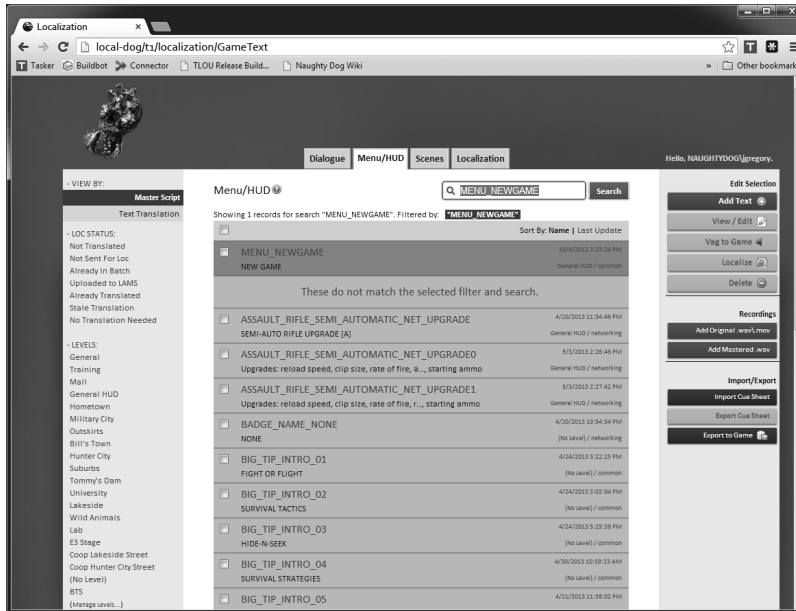 Localization
local-dog/t1/localization/GameText
Tasker
Buildbot
Connector
TLOU Release Build...
Naughty Dog Wiki
»
Other bookmark
Dialogue
Menu/HUD
Scenes
Localization
Hello, NAUGHTYDOG\jgregory.
- VIEW BY:
Master Script
Text Translation
- LOC STATUS:
Not Translated
Not Sent For Loc
Already In Batch
Uploaded to LAMS
Already Translated
Stale Translation
No Translation Needed
- LEVELS:
General
Training
Mall
General HUD
Hometown
Military City
Outskirts
Bill's Town
Hunter City
Suburbs
Tommy's Dam
University
Lakeside
Wild Animals
Lab
E3 Stage
Coop Lakeside Street
Coop Hunter City Street
(No Level)
BTS
(Manage Levels...)
Menu/HUD
MENU_NEWGAME
Search
Showing 1 records for search "MENU_NEWGAME". Filtered by: "MENU_NEWGAME"
Sort By: Name | Last Update
MENU_NEWGAME
10/4/2012 5:23:24 PM
NEW GAME
General HUD / common
These do not match the selected filter and search.
ASSAULT_RIFLE_SEMI_AUTOMATIC_NET_UPGRADE
4/20/2013 11:54:46 PM
SEMI-AUTO RIFLE UPGRADE [A]
General HUD / networking
ASSAULT_RIFLE_SEMI_AUTOMATIC_NET_UPGRADE0
5/3/2013 2:26:46 PM
Upgrades: reload speed, clip size, rate of fire, a..., starting ammo
General HUD / networking
ASSAULT_RIFLE_SEMI_AUTOMATIC_NET_UPGRADE1
5/3/2013 2:27:42 PM
Upgrades: reload speed, clip size, rate of fire, r..., starting ammo
General HUD / networking
BADGE_NAME_NONE
4/20/2013 10:54:54 PM
NONE
(No Level) / networking
BIG_TIP_INTRO_01
4/24/2013 5:22:25 PM
FIGHT OR FLIGHT
(No Level) / common
BIG_TIP_INTRO_02
4/24/2013 3:02:04 PM
SURVIVAL TACTICS
(No Level) / common
BIG_TIP_INTRO_03
4/24/2013 5:25:39 PM
HIDE-N-SEEK
(No Level) / common
BIG_TIP_INTRO_04
4/30/2013 10:59:23 AM
SURVIVAL STRATEGIES
(No Level) / common
BIG_TIP_INTRO_05
4/21/2013 11:58:02 PM
Edit Selection
Add Text
View / Edit
Vag to Game
Localize
Delete
Recordings
Add Original .wav\.mov
Add Mastered .wav
Import/Export
Import Cue Sheet
Export Cue Sheet
Export to Game